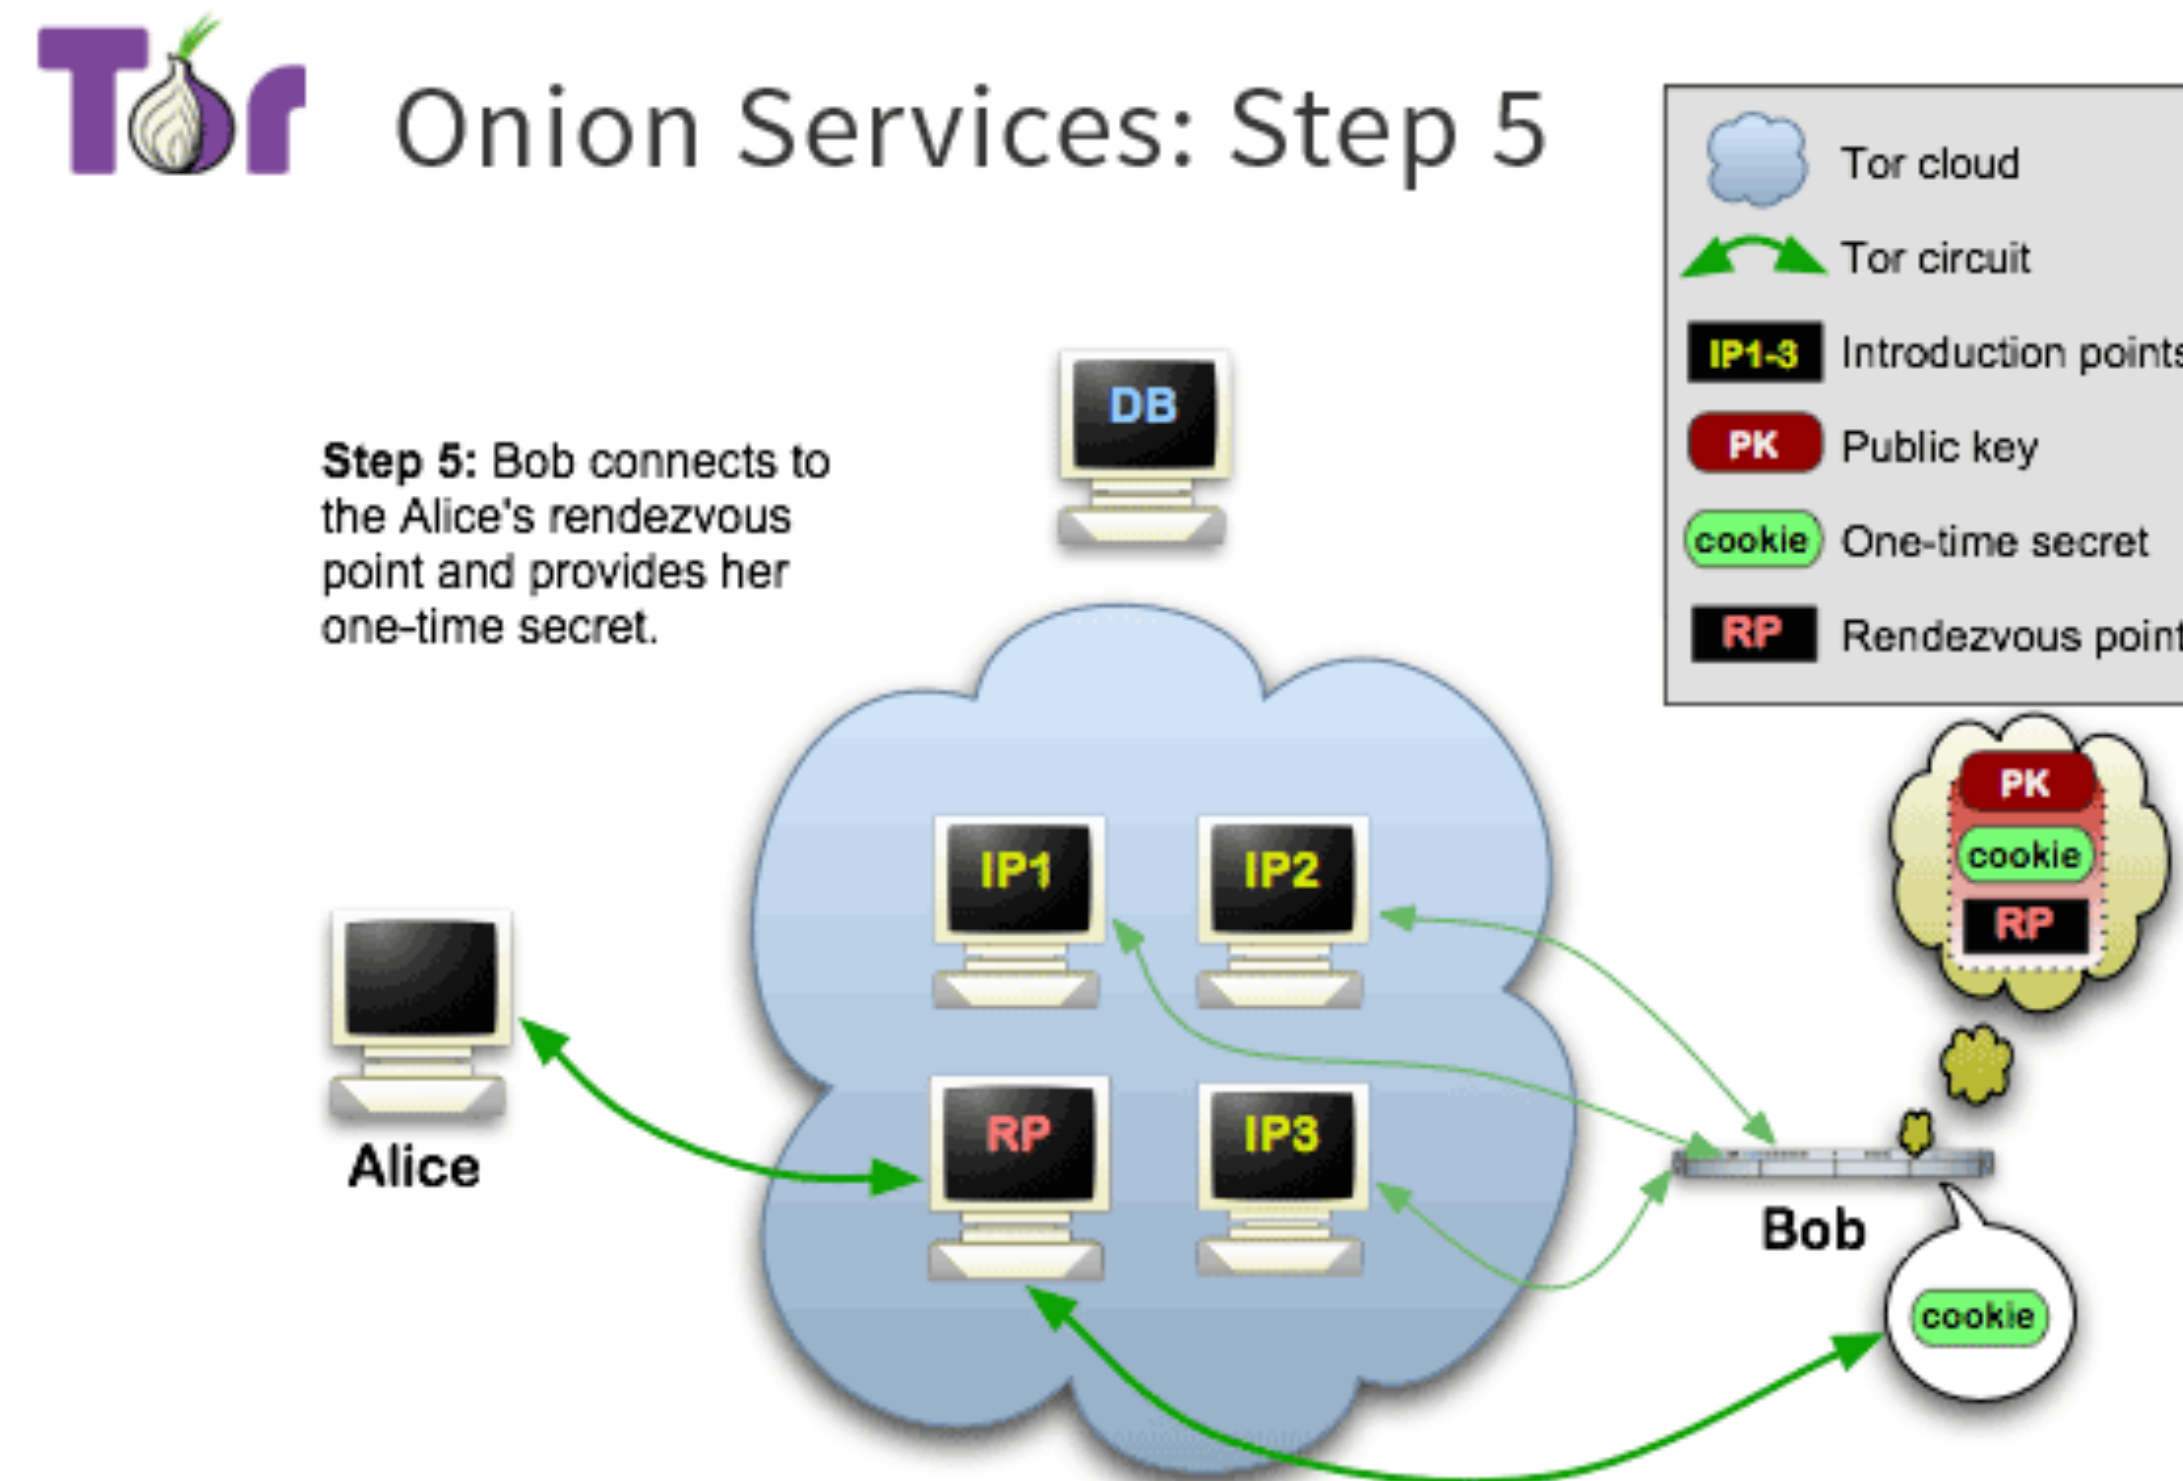 Tor
Onion Services: Step 5
Tor cloud
Tor circuit
IP1-3 Introduction points
PK Public key
cookie One-time secret
RP Rendezvous point
DB
Step 5: Bob connects to
the Alice's rendezvous
point and provides her
one-time secret.
PK
cookie
RP
IP1
IP2
RP
IP3
Alice
Bob
cookie